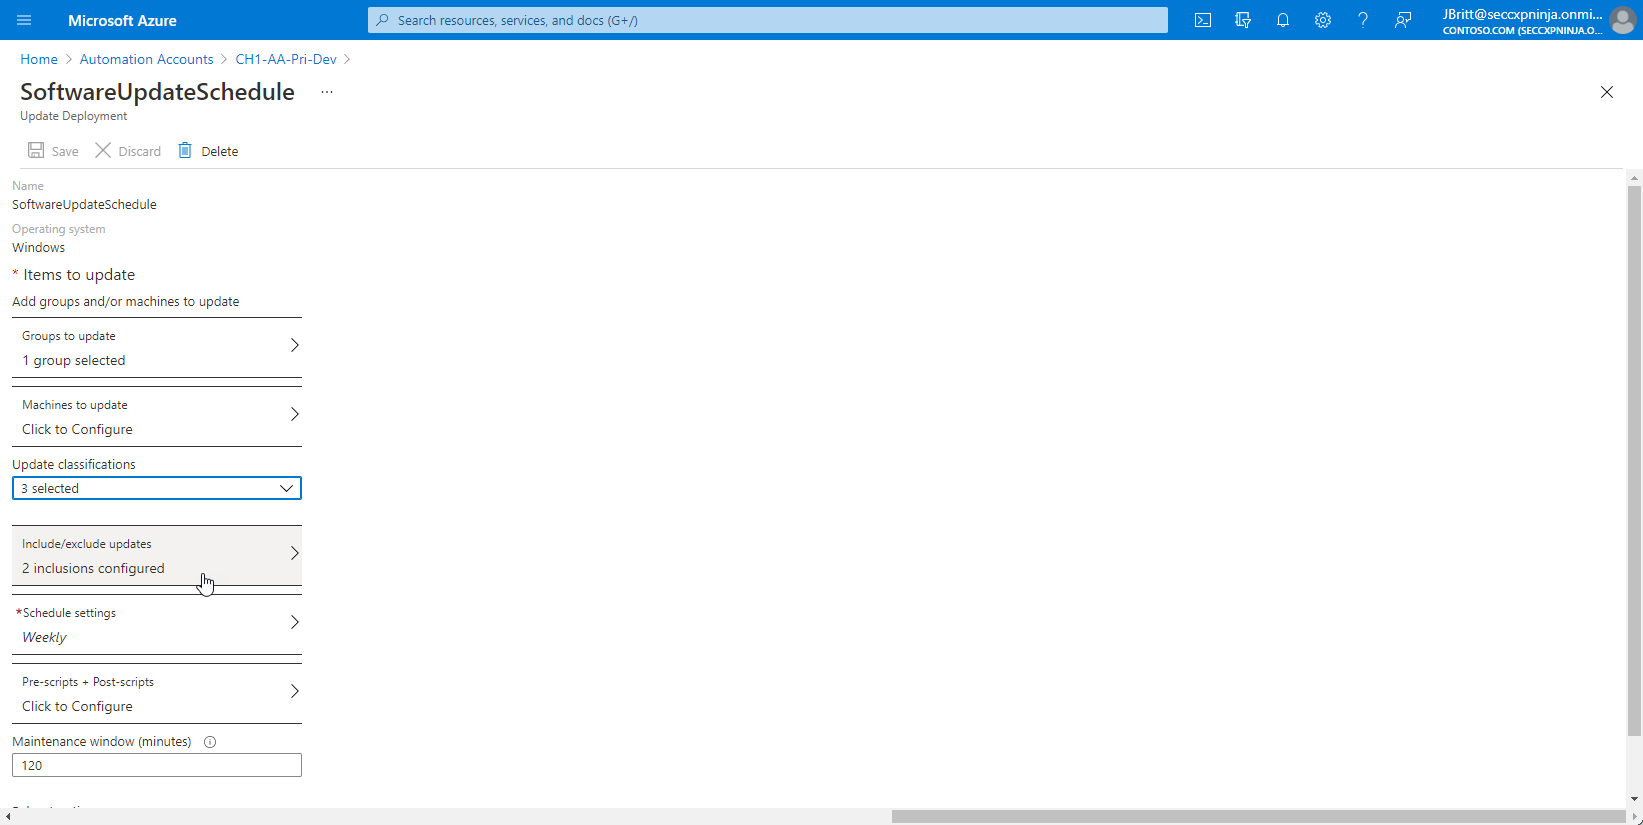 Microsoft Azure
Search resources, services, and docs (G+/)
JBritt@seccxpninja.onmi...
CONTOSO.COM (SECCXPNINJA.O...
Home > Automation Accounts > CH1-AA-Pri-Dev >
SoftwareUpdateSchedule ...
Update Deployment
Save Discard Delete
Name
SoftwareUpdateSchedule
Operating system
Windows
* Items to update
Add groups and/or machines to update
Groups to update
1 group selected
Machines to update
Click to Configure
Update classifications
3 selected
Include/exclude updates
2 inclusions configured
*Schedule settings
Weekly
Pre-scripts + Post-scripts
Click to Configure
Maintenance window (minutes)
120